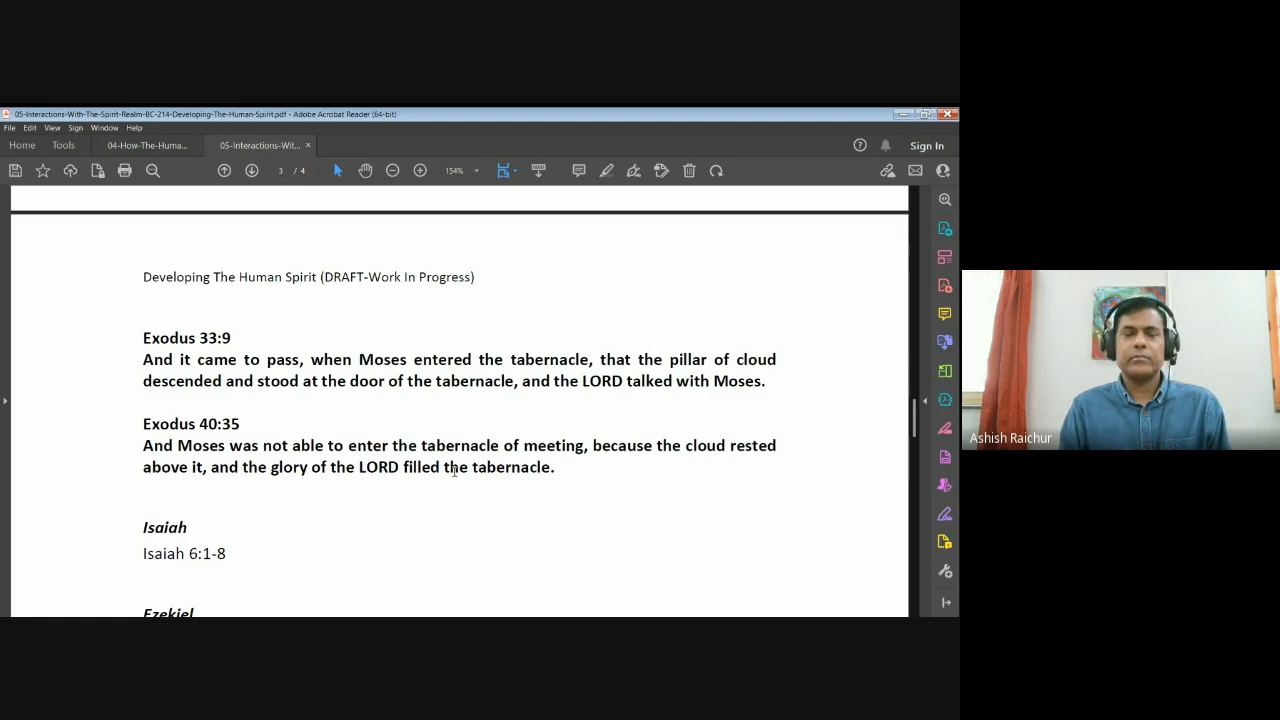 05-Interactions-With-The-Spirit-Realm-BC-214-Developing-The-Human-Spirit.pdf - Adobe Acrobat Reader (64-bit)
File Edit View Sign Window Help
Home Tools 04-How-The-Huma... 05-Interactions-Wit... × Sign In
3 / 4 154%
Developing The Human Spirit (DRAFT-Work In Progress)
Exodus 33:9
And it came to pass, when Moses entered the tabernacle, that the pillar of cloud
descended and stood at the door of the tabernacle, and the LORD talked with Moses.
Exodus 40:35
And Moses was not able to enter the tabernacle of meeting, because the cloud rested
above it, and the glory of the LORD filled the tabernacle.
Isaiah
Isaiah 6:1-8
Ezekiel
Ashish Raichur